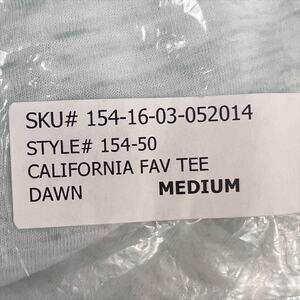 SKU# 154-16-03-052014
STYLE# 154-50
CALIFORNIA FAV TEE
DAWN MEDIUM